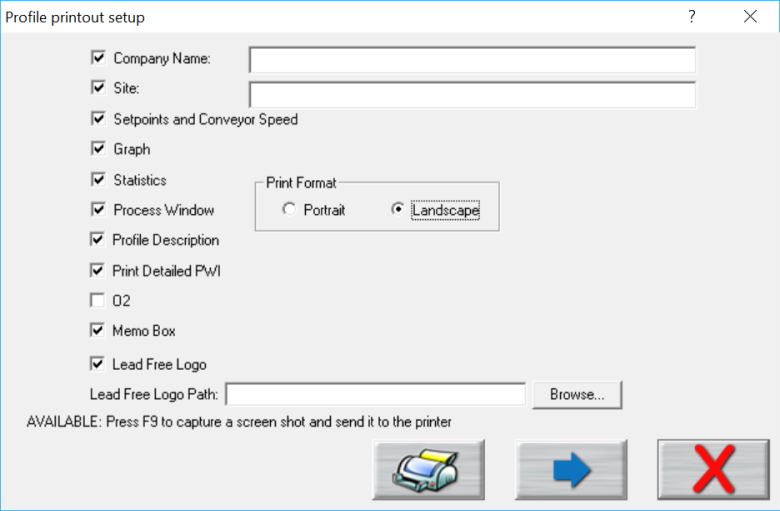 Profile printout setup
?
Company Name:
Site:
Setpoints and Conveyor Speed
Graph
Statistics
Print Format
Process Window
Portrait
Landscape
Profile Description
Print Detailed PWI
O2
Memo Box
Lead Free Logo
Lead Free Logo Path:
Browse...
AVAILABLE: Press F9 to capture a screen shot and send it to the printer